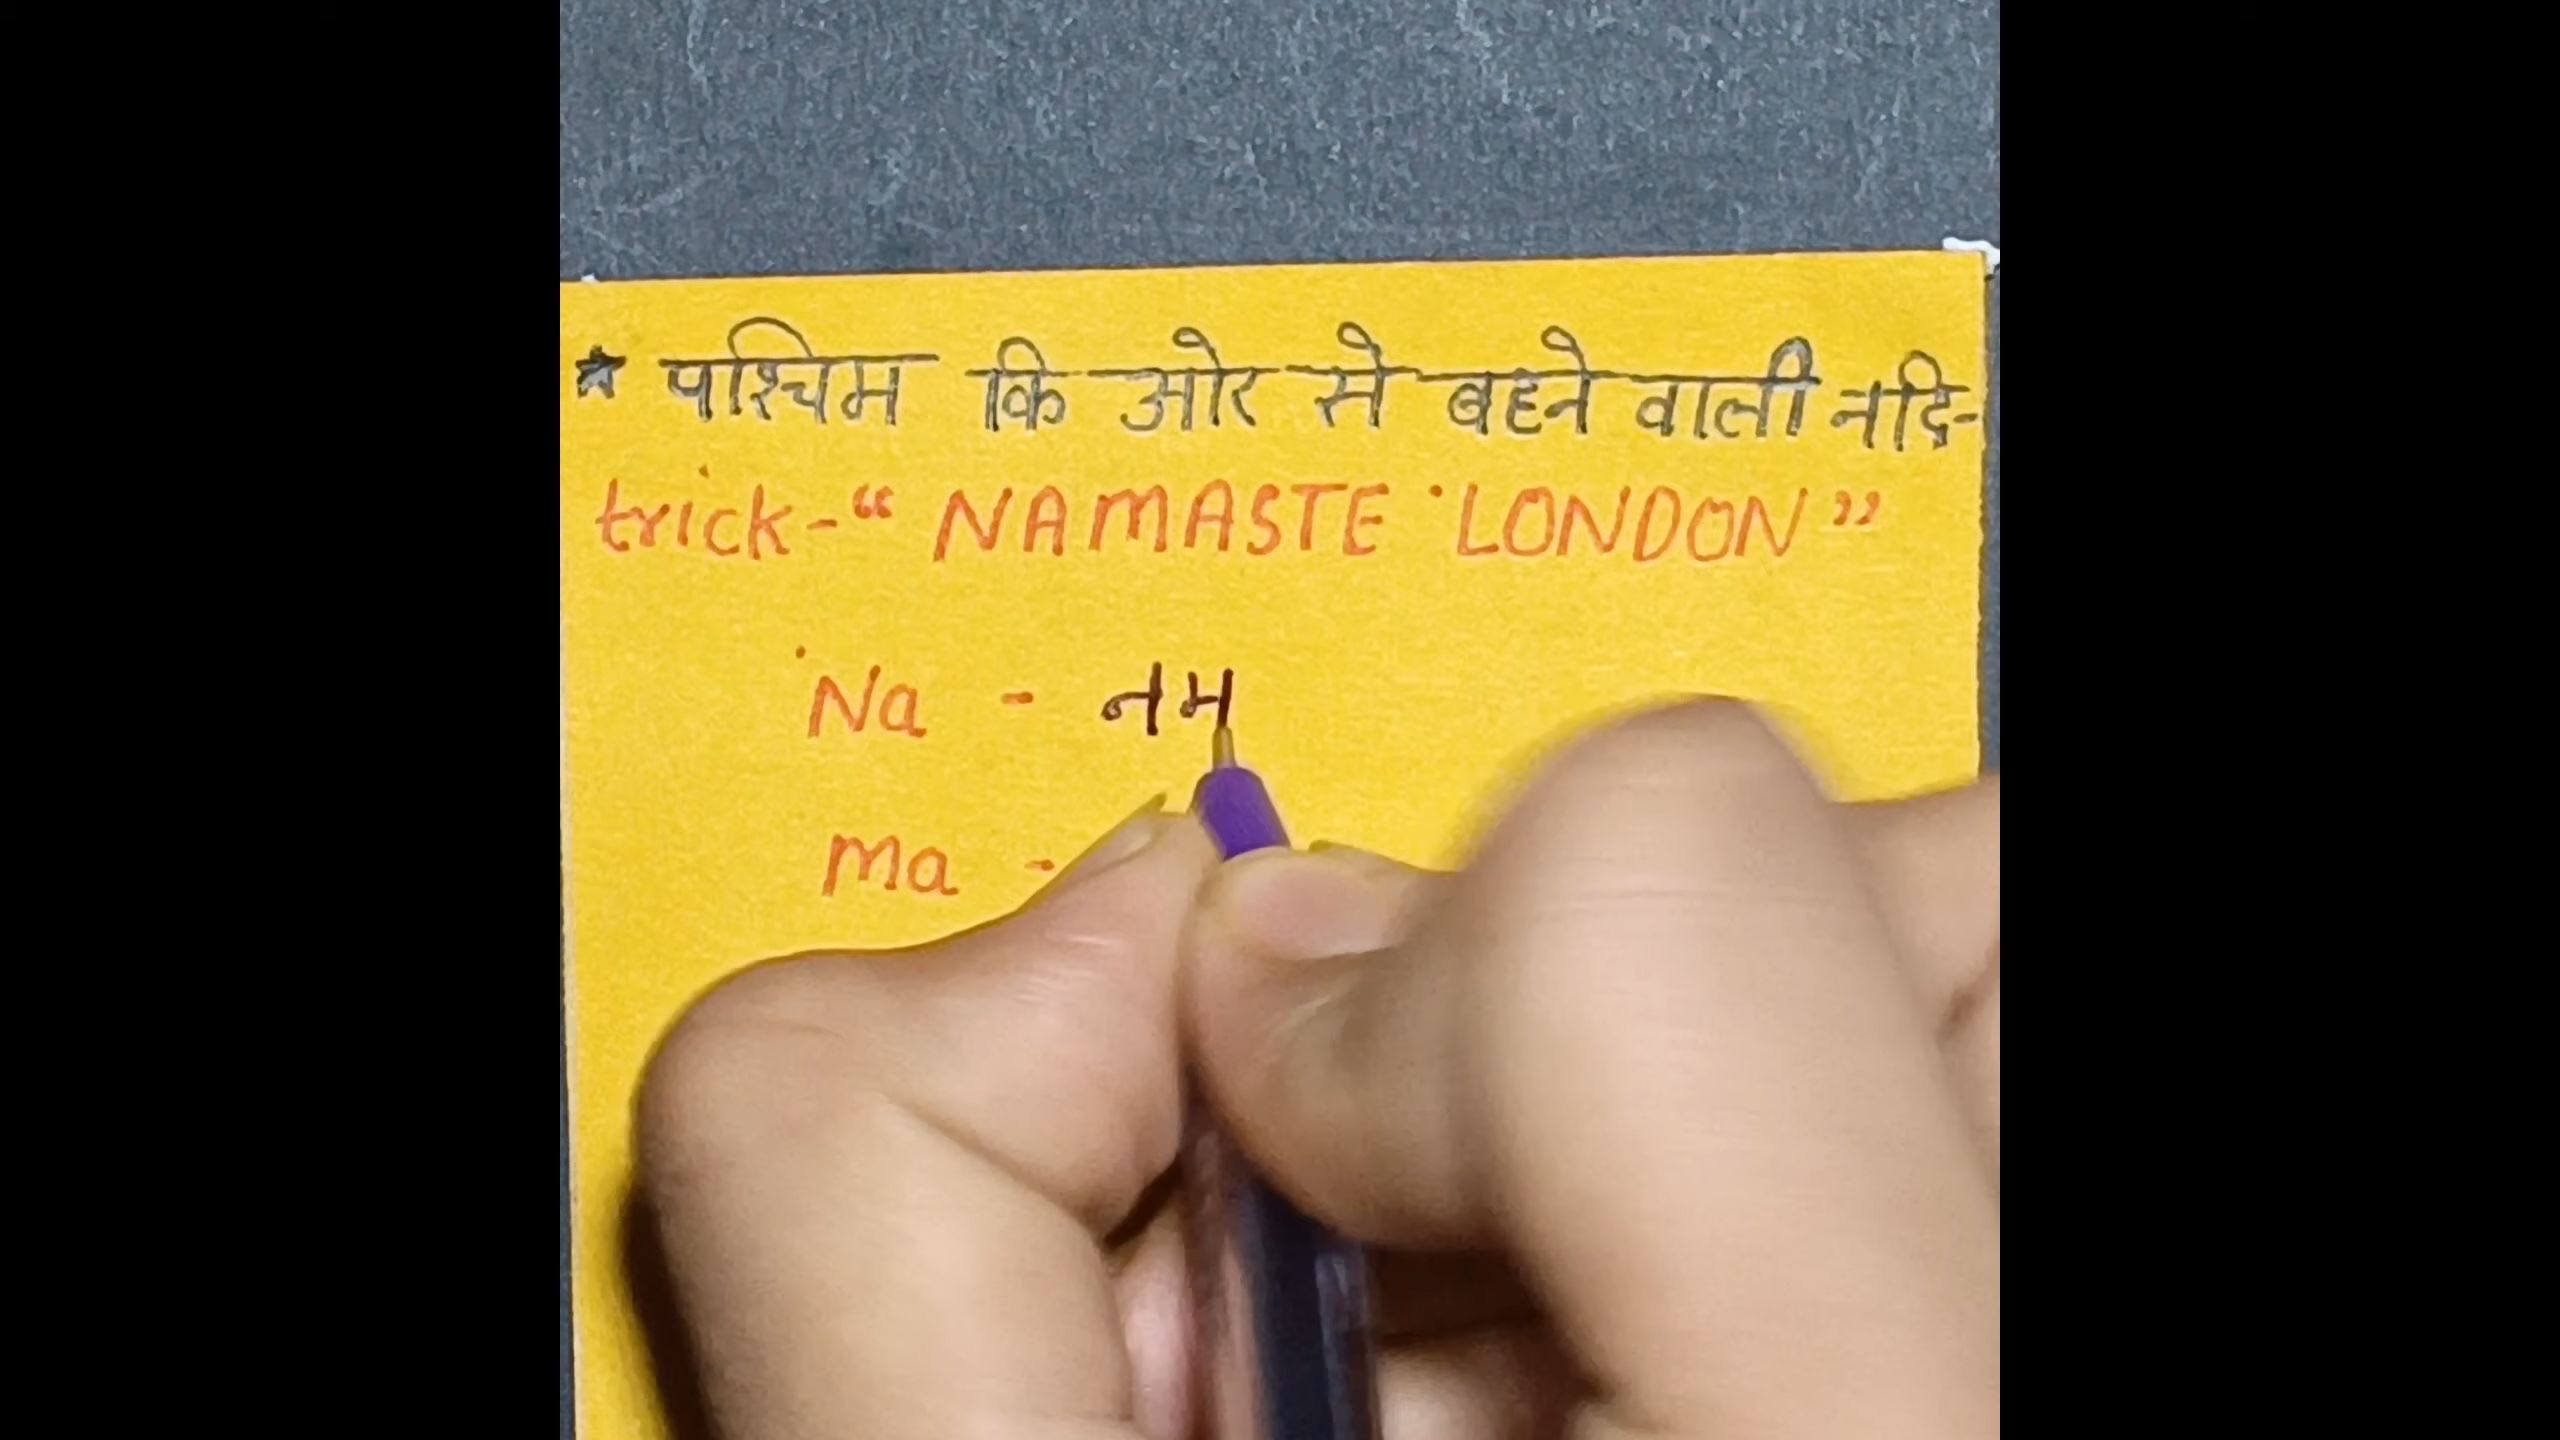 * पश्चिम कि ओर से बहने वाली नदि-
trick-“ NAMASTE LONDON”
Na - नम
Ma -